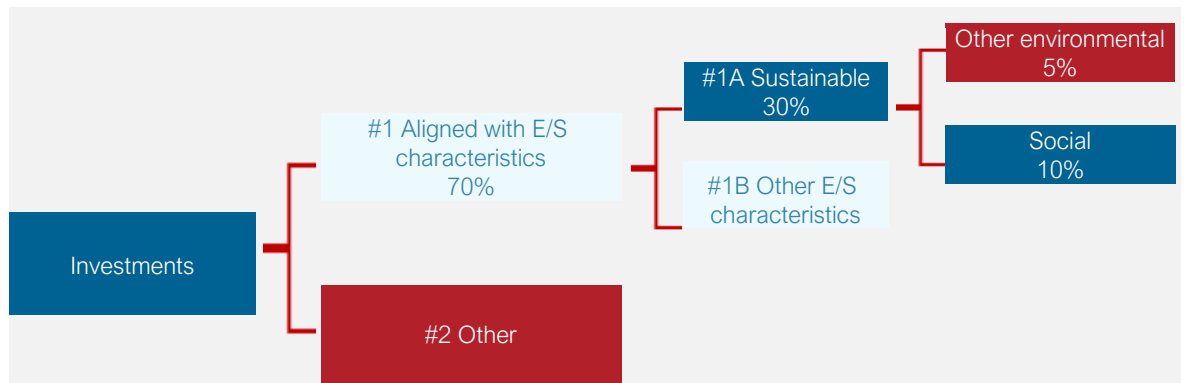 Investments
#1 Aligned with E/S
characteristics
70%
#2 Other
#1A Sustainable
30%
#1B Other E/S
characteristics
Other environmental
5%
Social
10%